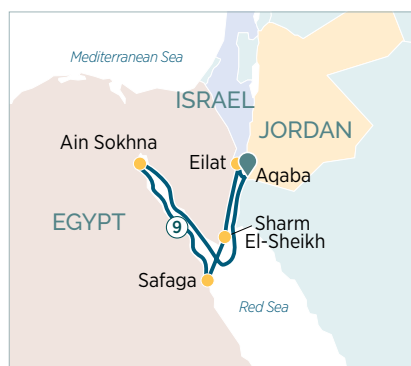 Mediterranean Sea
ISRAEL
JORDAN
Ain Sokhna
Eilat
Aqaba
EGYPT
9
Sharm
El-Sheikh
Safaga
Red Sea